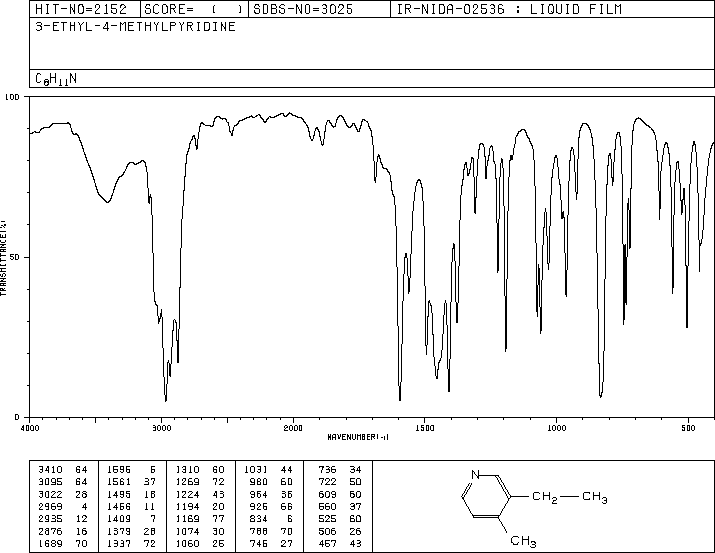 HIT-NO=2152 SCORE= ( ) SDBS-NO=3025 IR-NIDA-02536 : LIQUID FILM
3-ETHYL-4-METHYLPYRIDINE
C8H11N
100
50
0
TRANSMITTANCE(%)
4000 3000 2000 1500 1000 500
WAVENUMBER(-1)
3410 64 1596 6 1310 60 1031 44 736 34
3095 64 1561 37 1269 72 980 60 722 50
3022 28 1495 18 1224 43 964 36 609 60
2969 4 1456 11 1194 20 926 66 560 37
2935 12 1409 7 1169 77 834 6 525 60
2876 16 1379 28 1074 30 788 70 506 26
1689 70 1337 72 1060 25 746 27 457 43
N
CH2 CH3
CH3